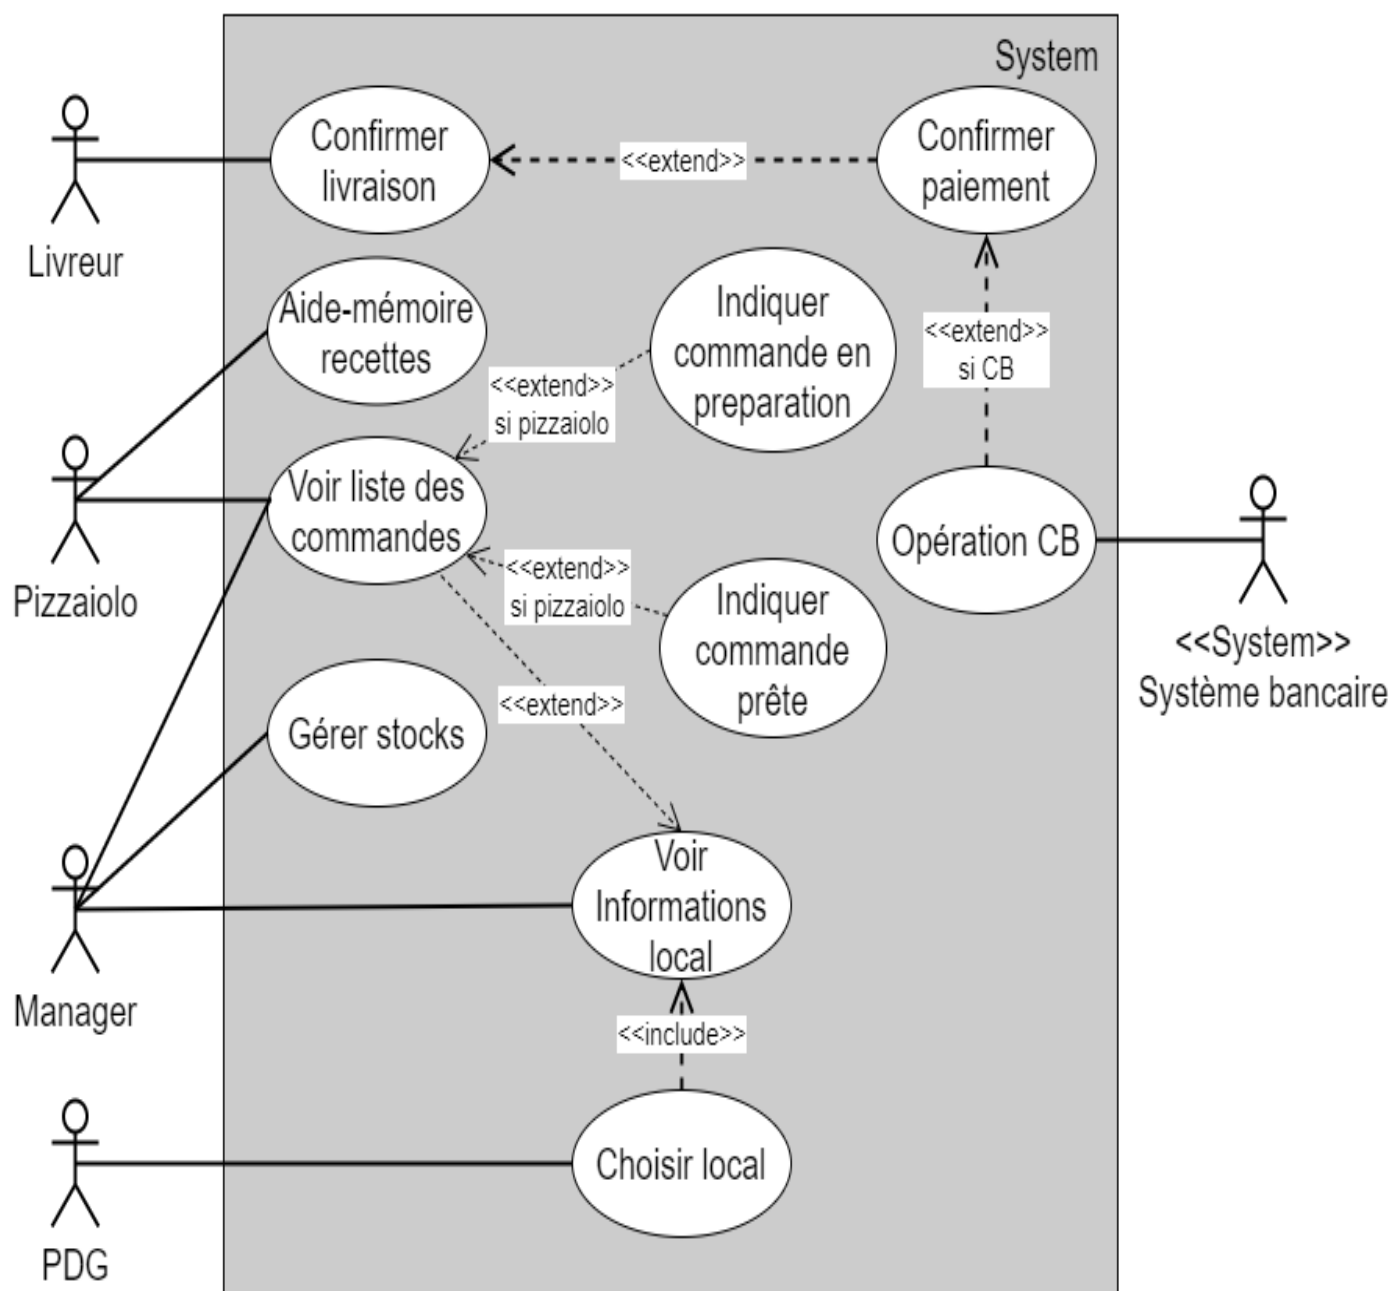 System
Confirmer
livraison
<<extend>>
Confirmer
paiement
Livreur
Aide-mémoire
recettes
Indiquer
commande en
preparation
<<extend>>
si CB
<<extend>>
si pizzaiolo
Voir liste des
commandes
Pizzaiolo
Opération CB
<<extend>>
si pizzaiolo
Indiquer
commande
prête
<<System>>
Système bancaire
<<extend>>
Gérer stocks
Voir
Informations
local
Manager
<<include>>
Choisir local
PDG